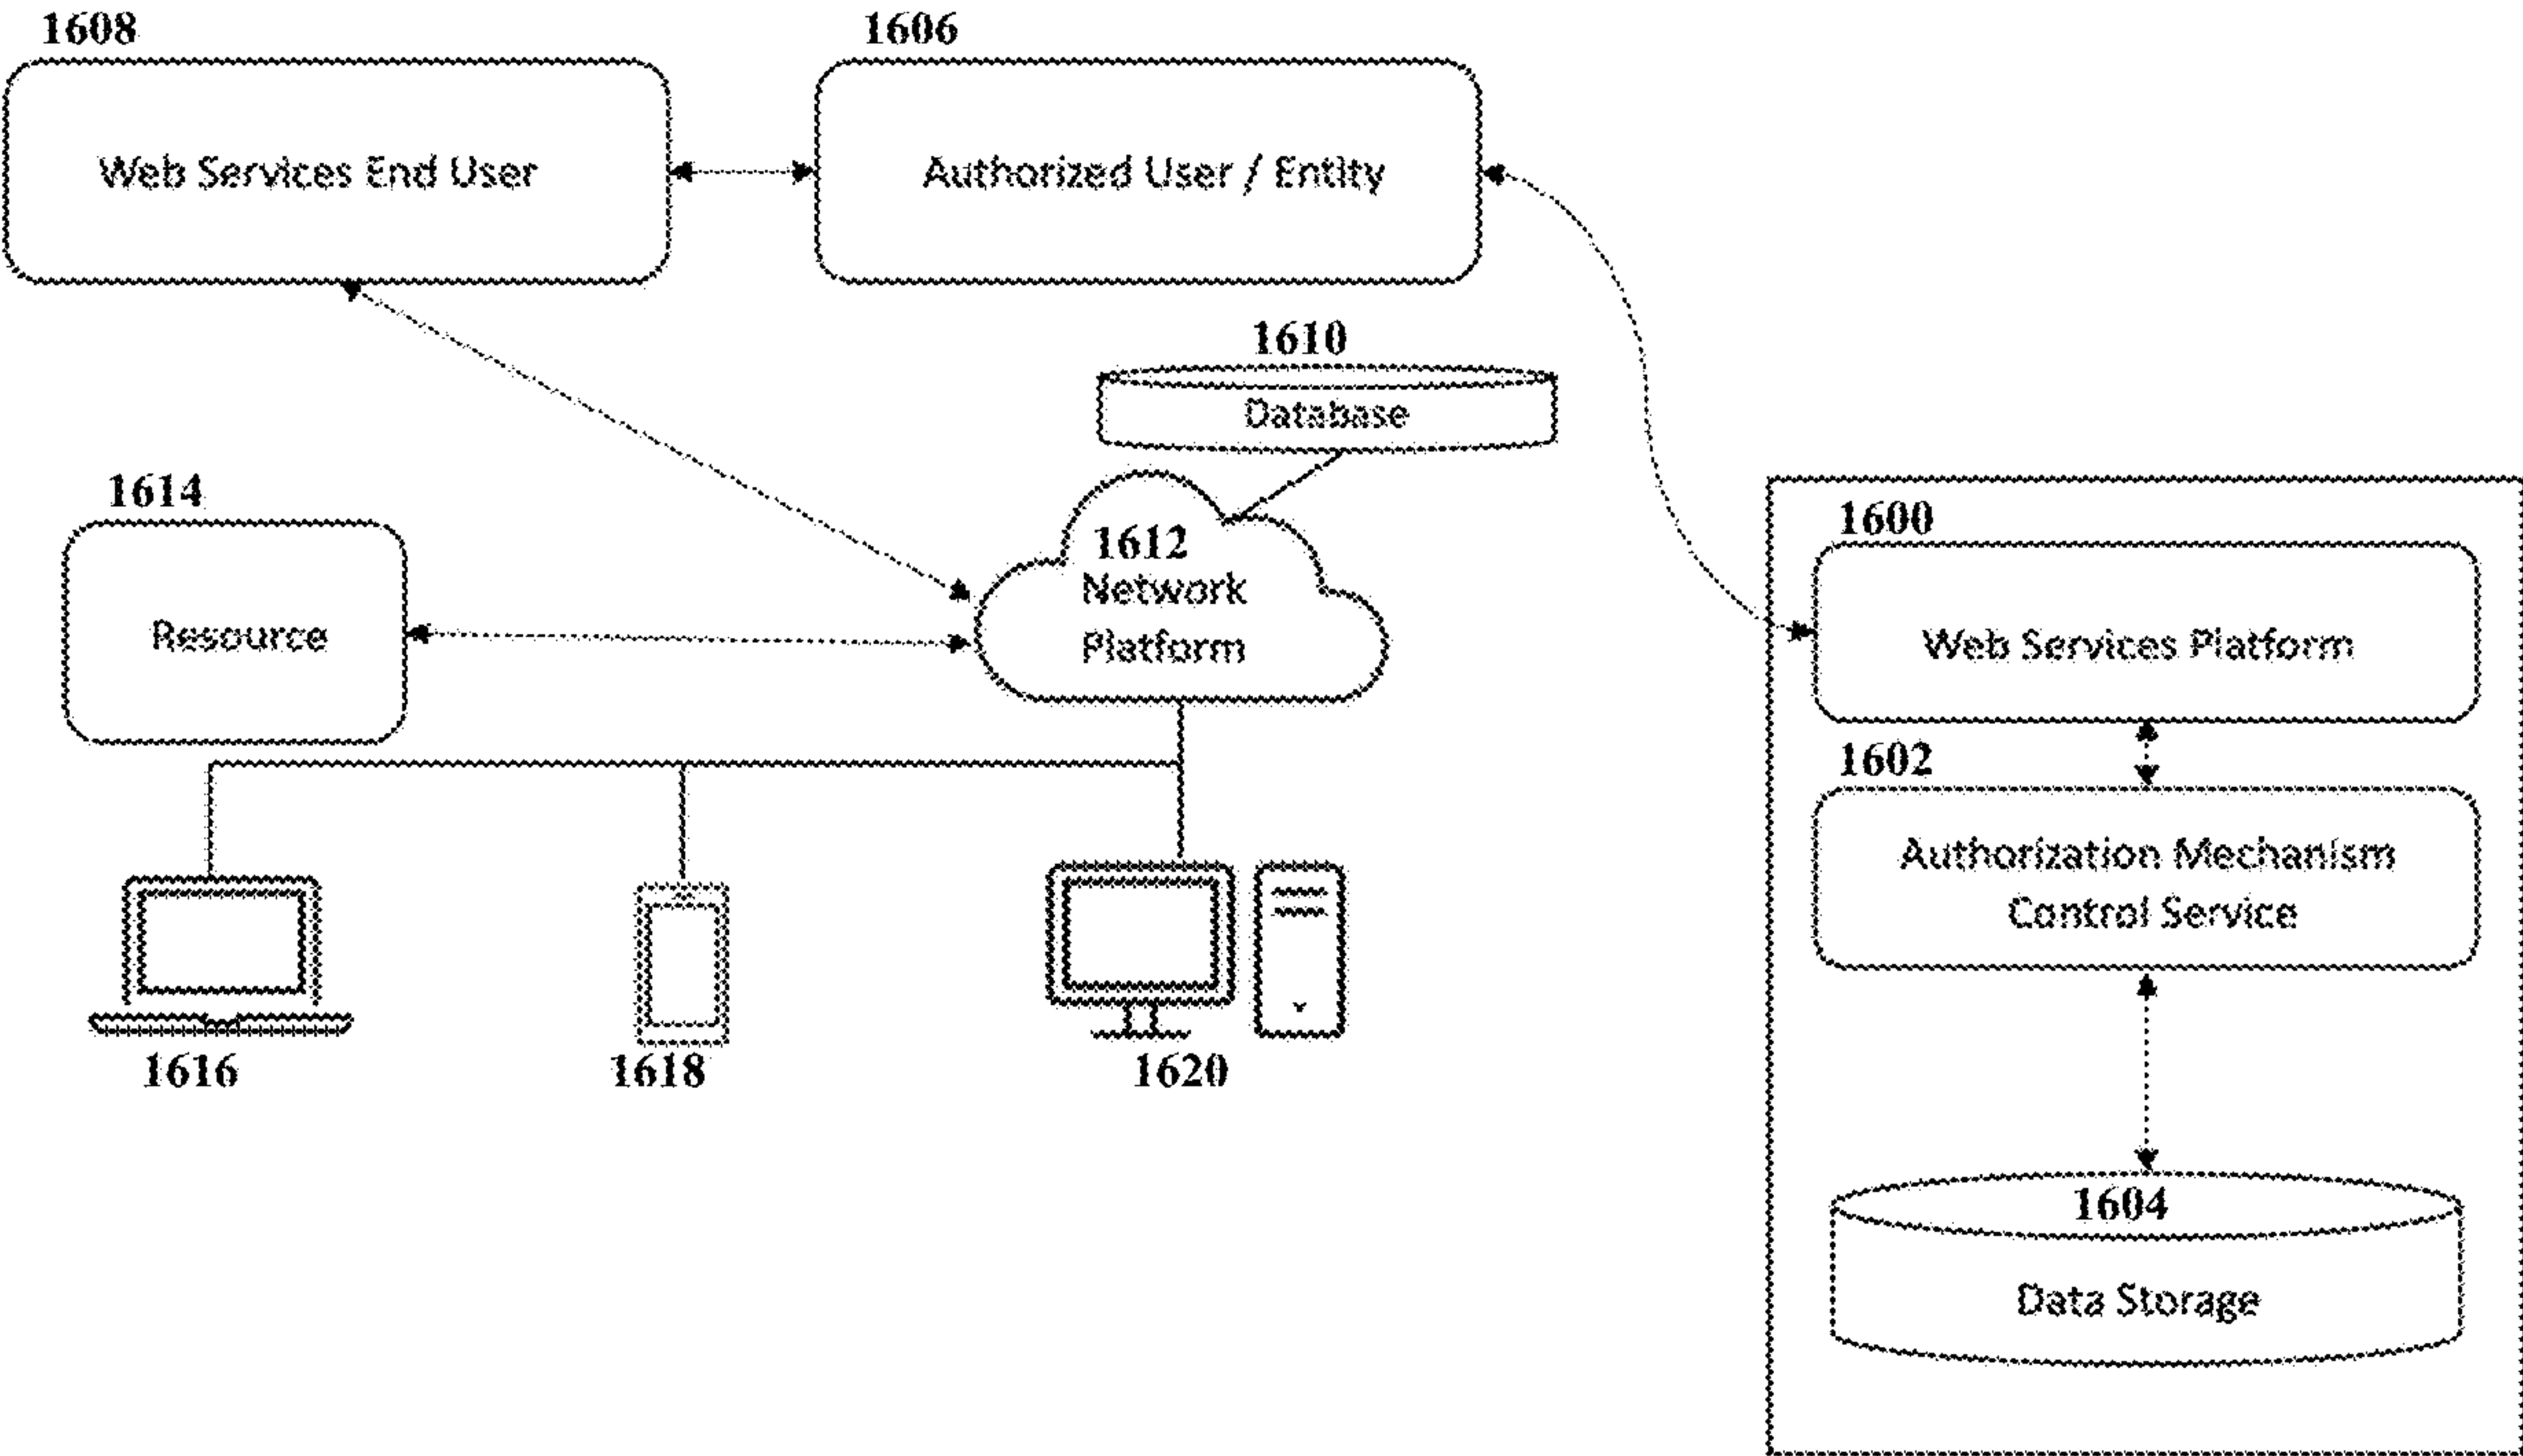 1608
Web Services End User
1606
Authorized User / Entity
1610
Database
1614
Resource
1612
Network
Platform
1616
1618
1620
1600
Web Services Platform
1602
Authorization Mechanism
Control Service
1604
Data Storage